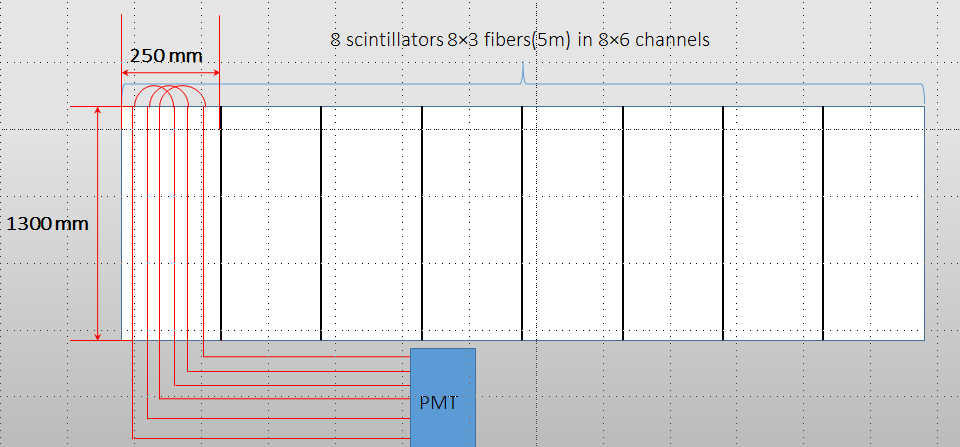 8 scintillators 8×3 fibers(5m) in 8×6 channels
250 mm
1300 mm
PMT